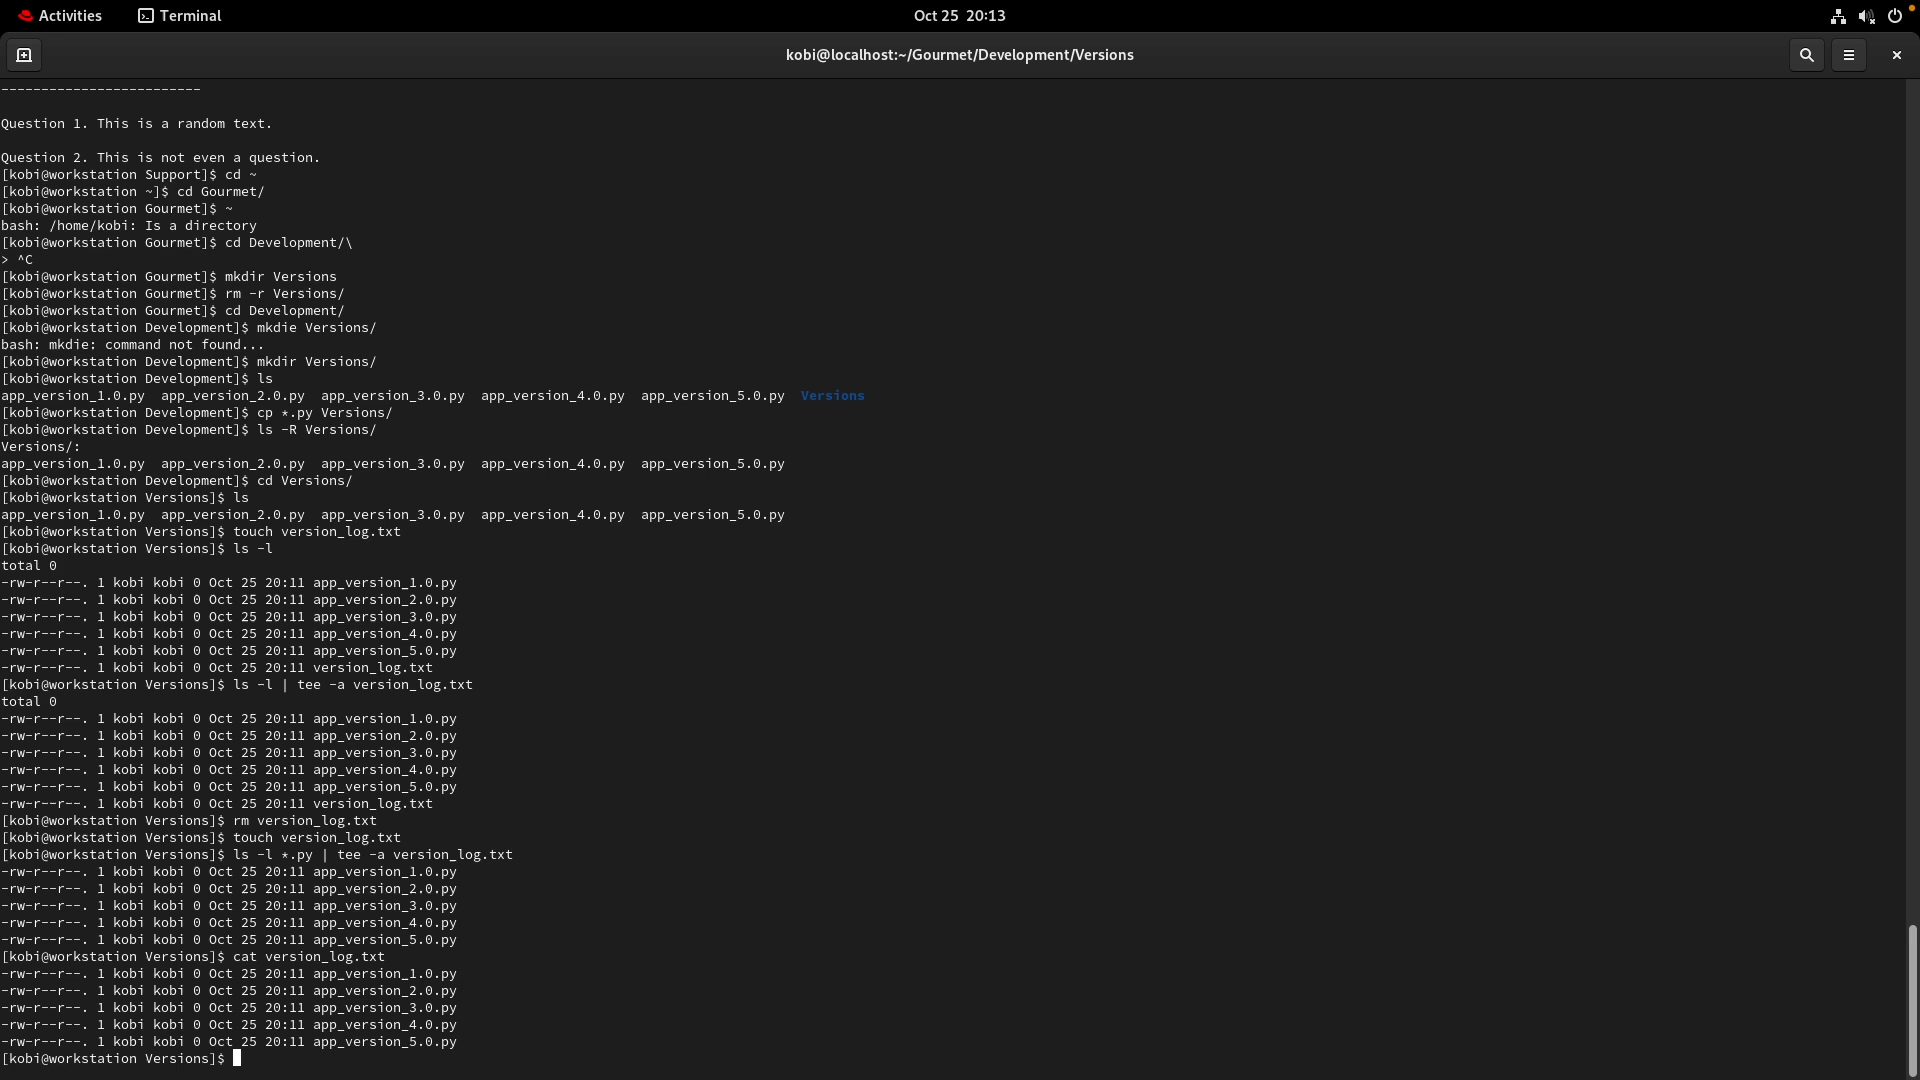 Activities
Terminal
Oct 25 20:13
kobi@localhost:~/Gourmet/Development/Versions
-------------------------
Question 1. This is a random text.
Question 2. This is not even a question.
[kobi@workstation Support]$ cd ~
[kobi@workstation ~]$ cd Gourmet/
[kobi@workstation Gourmet]$ ~
bash: /home/kobi: Is a directory
[kobi@workstation Gourmet]$ cd Development/\
> ^C
[kobi@workstation Gourmet]$ mkdir Versions
[kobi@workstation Gourmet]$ rm -r Versions/
[kobi@workstation Gourmet]$ cd Development/
[kobi@workstation Development]$ mkdie Versions/
bash: mkdie: command not found...
[kobi@workstation Development]$ mkdir Versions/
[kobi@workstation Development]$ ls
app_version_1.0.py  app_version_2.0.py  app_version_3.0.py  app_version_4.0.py  app_version_5.0.py  Versions
[kobi@workstation Development]$ cp *.py Versions/
[kobi@workstation Development]$ ls -R Versions/
Versions/:
app_version_1.0.py  app_version_2.0.py  app_version_3.0.py  app_version_4.0.py  app_version_5.0.py
[kobi@workstation Development]$ cd Versions/
[kobi@workstation Versions]$ ls
app_version_1.0.py  app_version_2.0.py  app_version_3.0.py  app_version_4.0.py  app_version_5.0.py
[kobi@workstation Versions]$ touch version_log.txt
[kobi@workstation Versions]$ ls -l
total 0
-rw-r--r--. 1 kobi kobi 0 Oct 25 20:11 app_version_1.0.py
-rw-r--r--. 1 kobi kobi 0 Oct 25 20:11 app_version_2.0.py
-rw-r--r--. 1 kobi kobi 0 Oct 25 20:11 app_version_3.0.py
-rw-r--r--. 1 kobi kobi 0 Oct 25 20:11 app_version_4.0.py
-rw-r--r--. 1 kobi kobi 0 Oct 25 20:11 app_version_5.0.py
-rw-r--r--. 1 kobi kobi 0 Oct 25 20:11 version_log.txt
[kobi@workstation Versions]$ ls -l | tee -a version_log.txt
total 0
-rw-r--r--. 1 kobi kobi 0 Oct 25 20:11 app_version_1.0.py
-rw-r--r--. 1 kobi kobi 0 Oct 25 20:11 app_version_2.0.py
-rw-r--r--. 1 kobi kobi 0 Oct 25 20:11 app_version_3.0.py
-rw-r--r--. 1 kobi kobi 0 Oct 25 20:11 app_version_4.0.py
-rw-r--r--. 1 kobi kobi 0 Oct 25 20:11 app_version_5.0.py
-rw-r--r--. 1 kobi kobi 0 Oct 25 20:11 version_log.txt
[kobi@workstation Versions]$ rm version_log.txt
[kobi@workstation Versions]$ touch version_log.txt
[kobi@workstation Versions]$ ls -l *.py | tee -a version_log.txt
-rw-r--r--. 1 kobi kobi 0 Oct 25 20:11 app_version_1.0.py
-rw-r--r--. 1 kobi kobi 0 Oct 25 20:11 app_version_2.0.py
-rw-r--r--. 1 kobi kobi 0 Oct 25 20:11 app_version_3.0.py
-rw-r--r--. 1 kobi kobi 0 Oct 25 20:11 app_version_4.0.py
-rw-r--r--. 1 kobi kobi 0 Oct 25 20:11 app_version_5.0.py
[kobi@workstation Versions]$ cat version_log.txt
-rw-r--r--. 1 kobi kobi 0 Oct 25 20:11 app_version_1.0.py
-rw-r--r--. 1 kobi kobi 0 Oct 25 20:11 app_version_2.0.py
-rw-r--r--. 1 kobi kobi 0 Oct 25 20:11 app_version_3.0.py
-rw-r--r--. 1 kobi kobi 0 Oct 25 20:11 app_version_4.0.py
-rw-r--r--. 1 kobi kobi 0 Oct 25 20:11 app_version_5.0.py
[kobi@workstation Versions]$